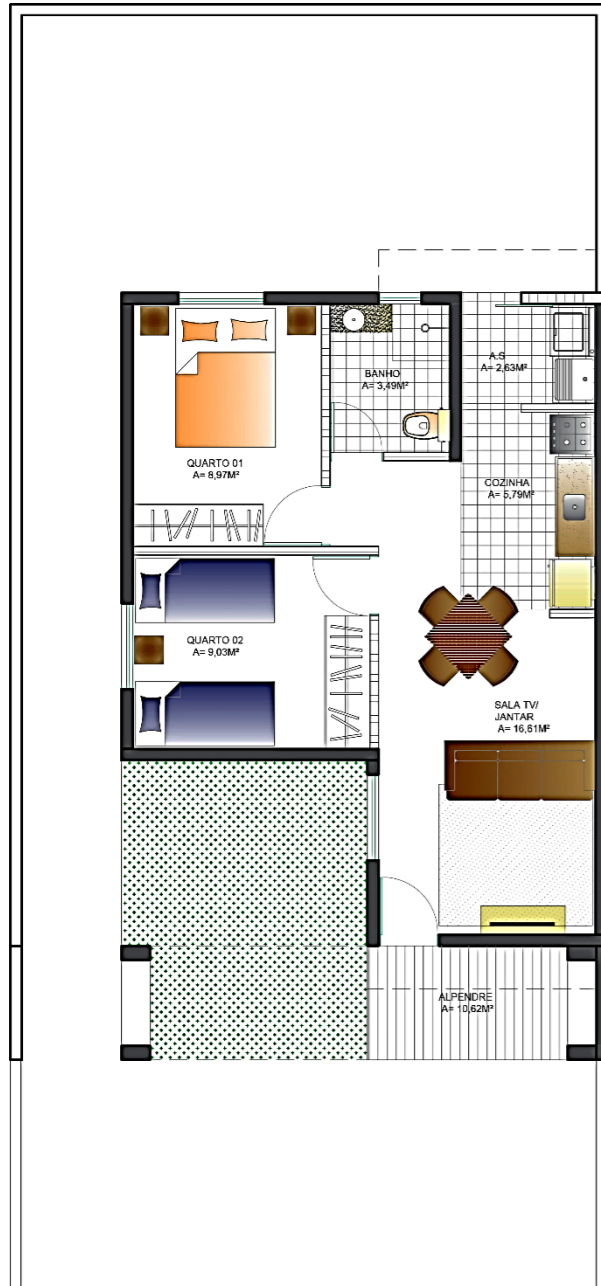 BANHO
A= 3,49M²
A.S
A= 2,63M²
QUARTO 01
A= 8,97M²
COZINHA
A= 5,79M²
QUARTO 02
A= 9,03M²
SALA TV/
JANTAR
A= 16,61M²
ALPENDRE
A= 10,62M²